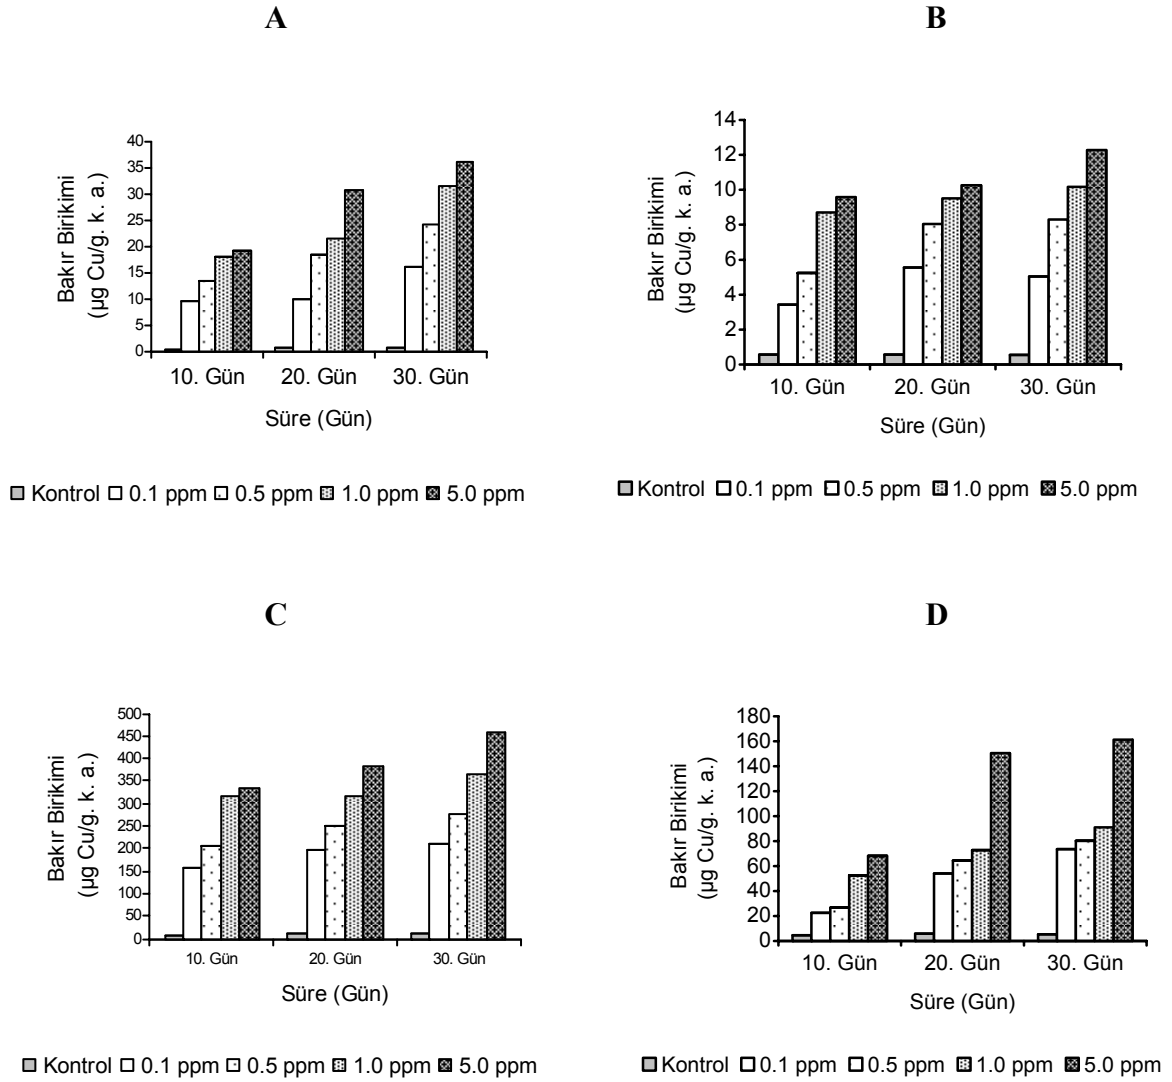 A
B
Bakır Birikimi
(µg Cu/g. k. a.)
40
35
30
25
20
15
10
5
0
10. Gün 20. Gün 30. Gün
Süre (Gün)
Kontrol 0.1 ppm 0.5 ppm 1.0 ppm 5.0 ppm
Bakır Birikimi
(µg Cu/g. k. a.)
14
12
10
8
6
4
2
0
10. Gün 20. Gün 30. Gün
Süre (Gün)
Kontrol 0.1 ppm 0.5 ppm 1.0 ppm 5.0 ppm
C
D
Bakır Birikimi
(µg Cu/g. k. a.)
500
450
400
350
300
250
200
150
100
50
0
10. Gün 20. Gün 30. Gün
Süre (Gün)
Kontrol 0.1 ppm 0.5 ppm 1.0 ppm 5.0 ppm
Bakır Birikimi
(µg Cu/g. k. a.)
180
160
140
120
100
80
60
40
20
0
10. Gün 20. Gün 30. Gün
Süre (Gün)
Kontrol 0.1 ppm 0.5 ppm 1.0 ppm 5.0 ppm